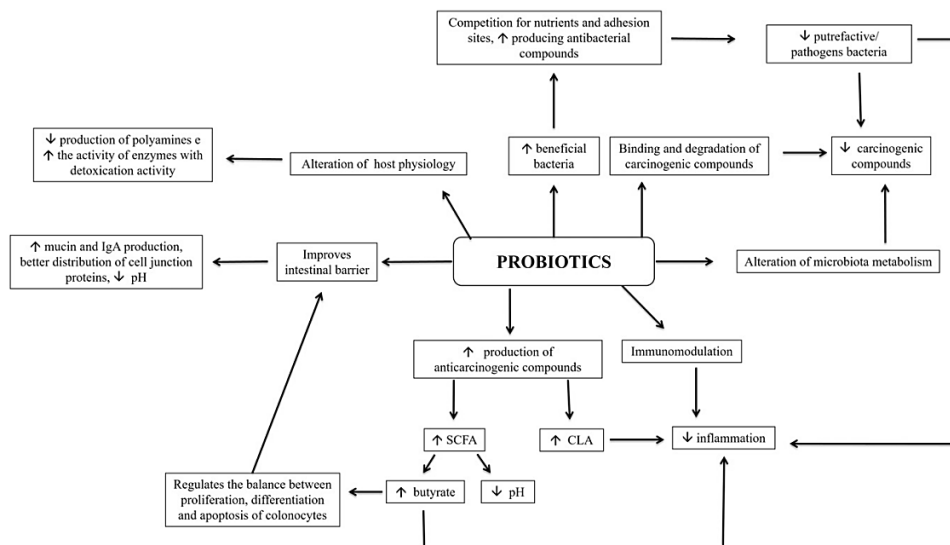 Competition for nutrients and adhesion
sites, ↑ producing antibacterial
compounds
↓ putrefactive/
pathogens bacteria
↓ production of polyamines e
↑ the activity of enzymes with
detoxication activity
Alteration of host physiology
↑ beneficial
bacteria
Binding and degradation of
carcinogenic compounds
↓ carcinogenic
compounds
↑ mucin and IgA production,
better distribution of cell junction
proteins, ↓ pH
Improves
intestinal barrier
PROBIOTICS
Alteration of microbiota metabolism
↑ production of
anticarcinogenic compounds
Immunomodulation
↑ SCFA
↑ CLA
↓ inflammation
Regulates the balance between
proliferation, differentiation
and apoptosis of colonocytes
↑ butyrate
↓ pH